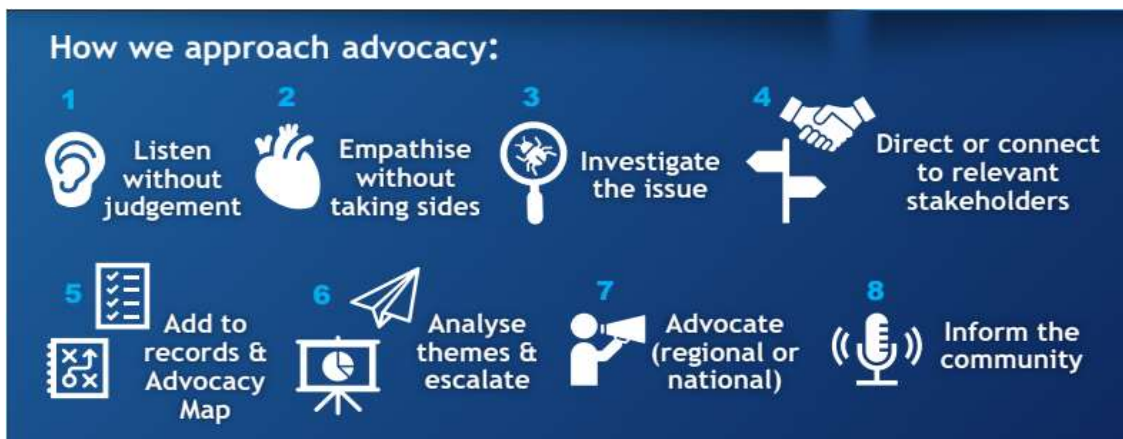 How we approach advocacy:
1
Listen
without
judgement
2
Empathise
without
taking sides
3
Investigate
the issue
4
Direct or connect
to relevant
stakeholders
5
Add to
records &
Advocacy
Map
6
Analyse
themes &
escalate
7
Advocate
(regional or
national)
8
Inform the
community